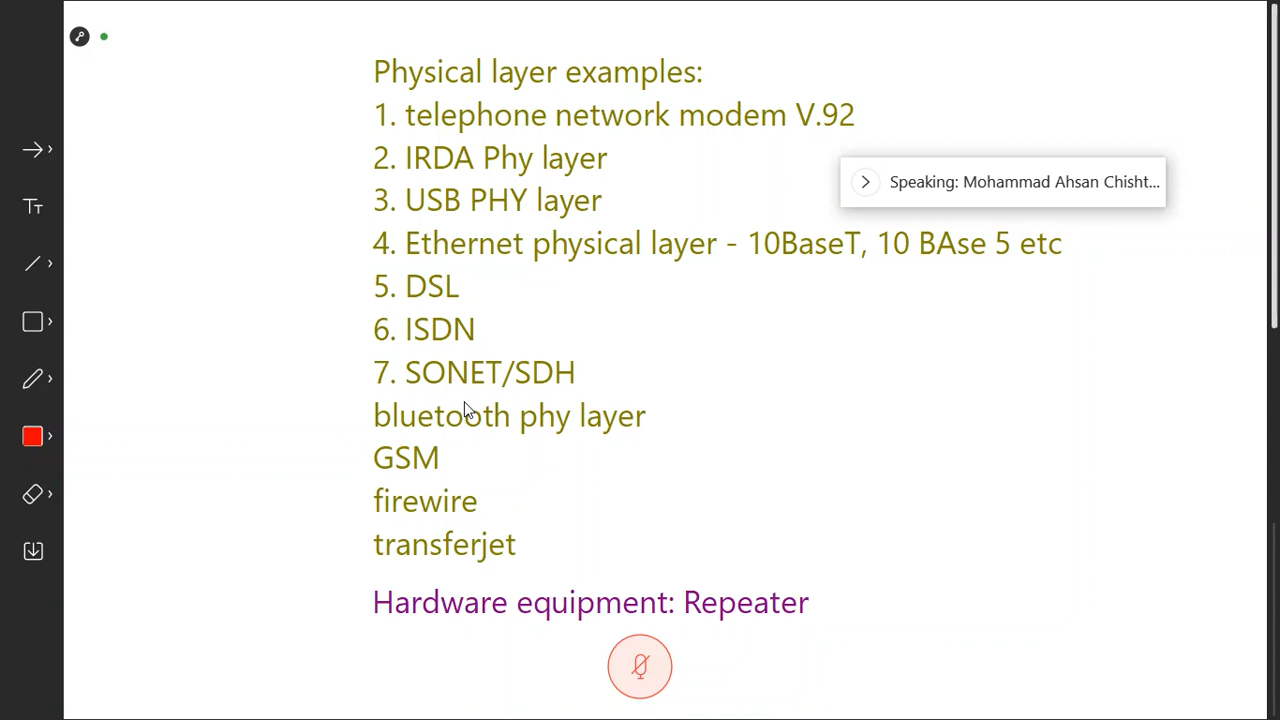 Physical layer examples:
1. telephone network modem V.92
2. IRDA Phy layer
Speaking: Mohammad Ahsan Chisht...
3. USB PHY layer
4. Ethernet physical layer - 10BaseT, 10 BAse 5 etc
5. DSL
6. ISDN
7. SONET/SDH
bluetooth phy layer
GSM
firewire
transferjet
Hardware equipment: Repeater
TT